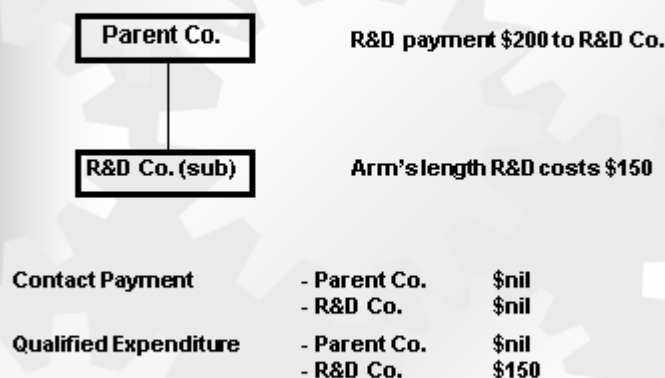 Parent Co. R&D payment $200 to R&D Co.
R&D Co. (sub) Arm's length R&D costs $150
Contact Payment - Parent Co. $nil
- R&D Co. $nil
Qualified Expenditure - Parent Co. $nil
- R&D Co. $150